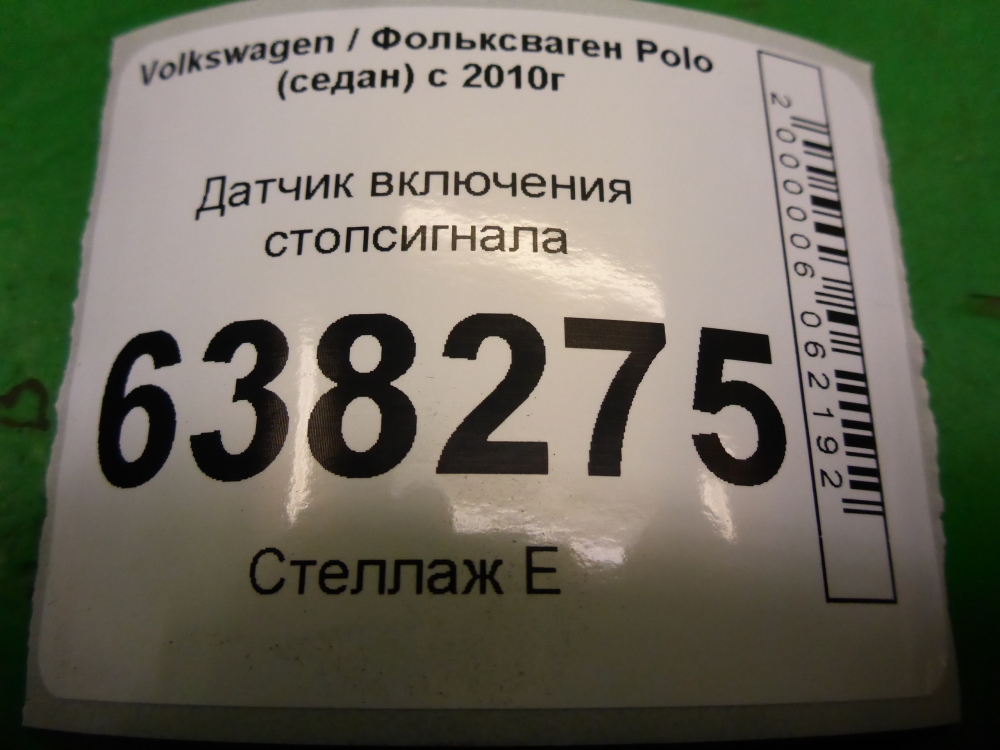 Volkswagen / Фольксваген Polo
(седан) с 2010г
Датчик включения
стопсигнала
638275
Стеллаж Е
2000006062192